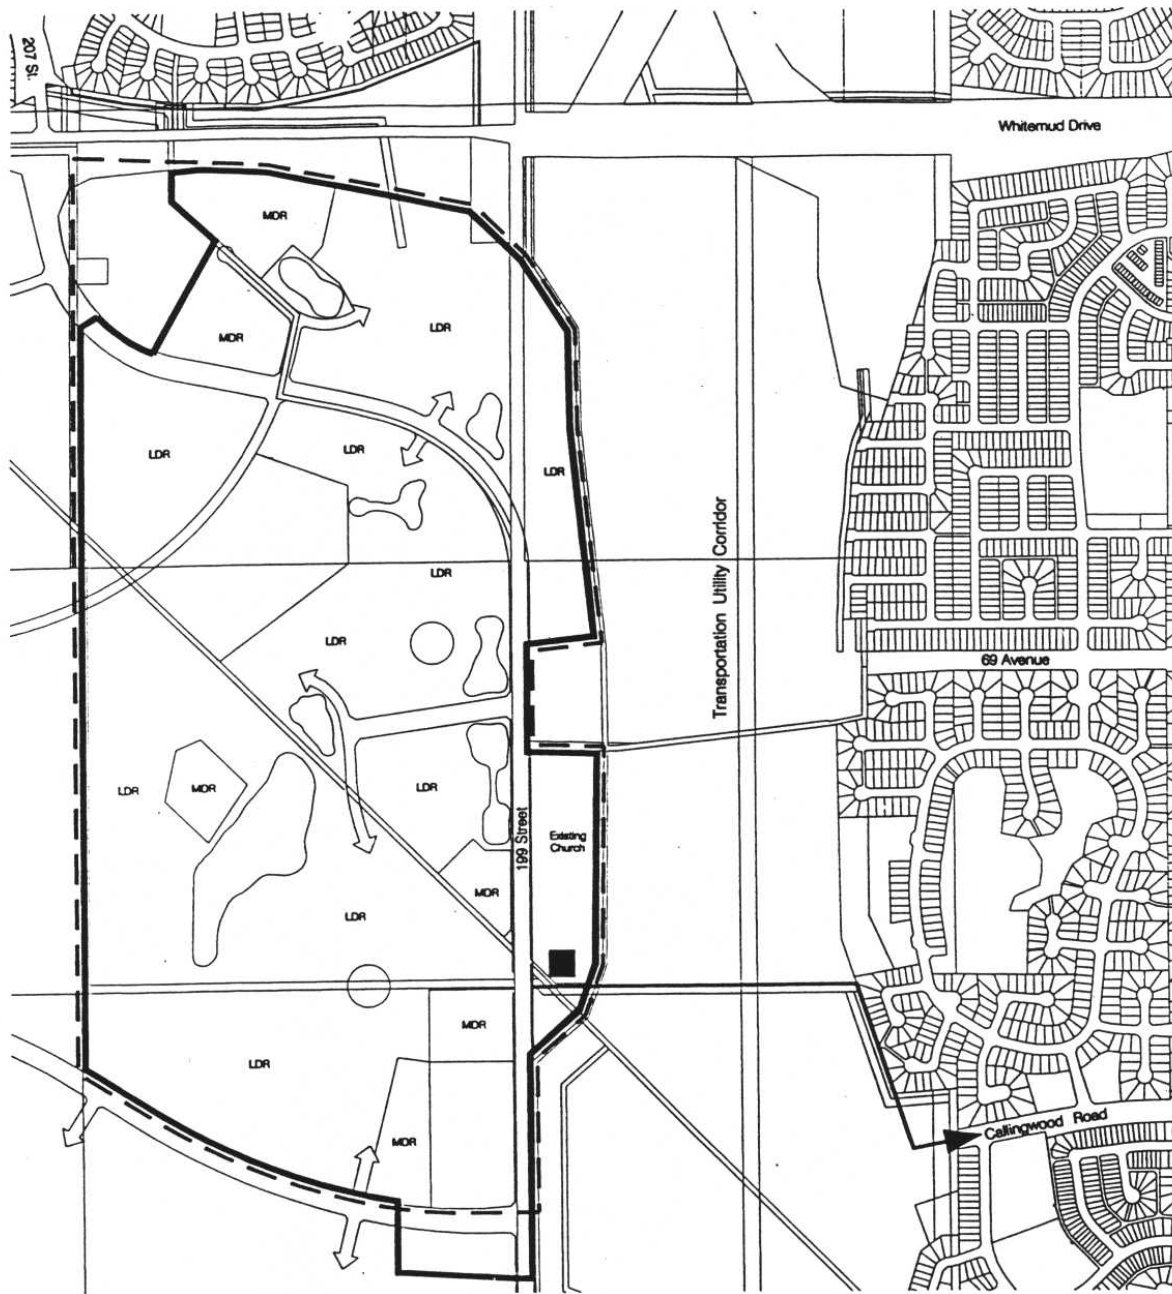 207 St.
Whitemud Drive
MDR
LDR
MDR
LDR
LDR
LDR
Transportation Utility Corridor
LDR
LDR
69 Avenue
LDR
MDR
LDR
199 Street
Existing
Church
MDR
LDR
MDR
LDR
MDR
Callingwood Road